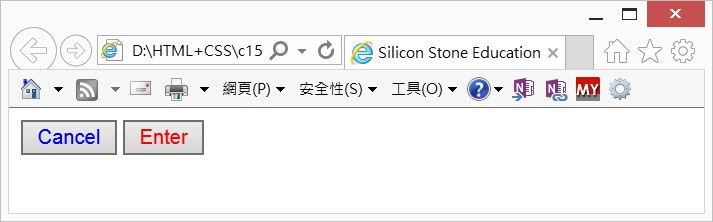 D:\HTML+CSS\c15
Silicon Stone Education
網頁(P) 安全性(S) 工具(O) ? N N MY
Cancel Enter